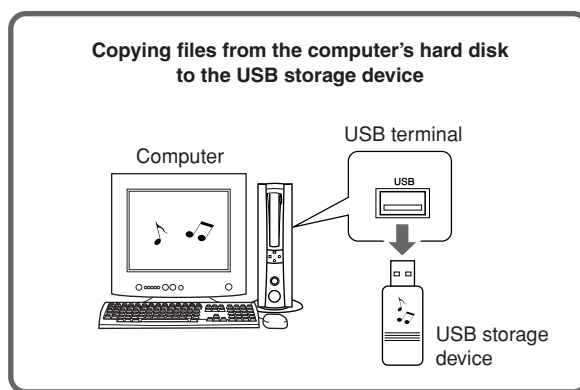 Copying files from the computer's hard disk
to the USB storage device
USB terminal
Computer
USB
USB storage
device